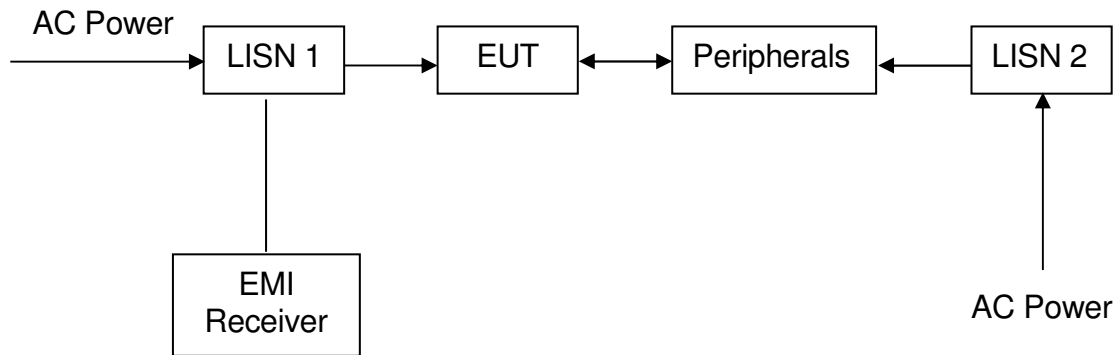 AC Power
LISN 1
EUT
Peripherals
LISN 2
EMI
Receiver
AC Power